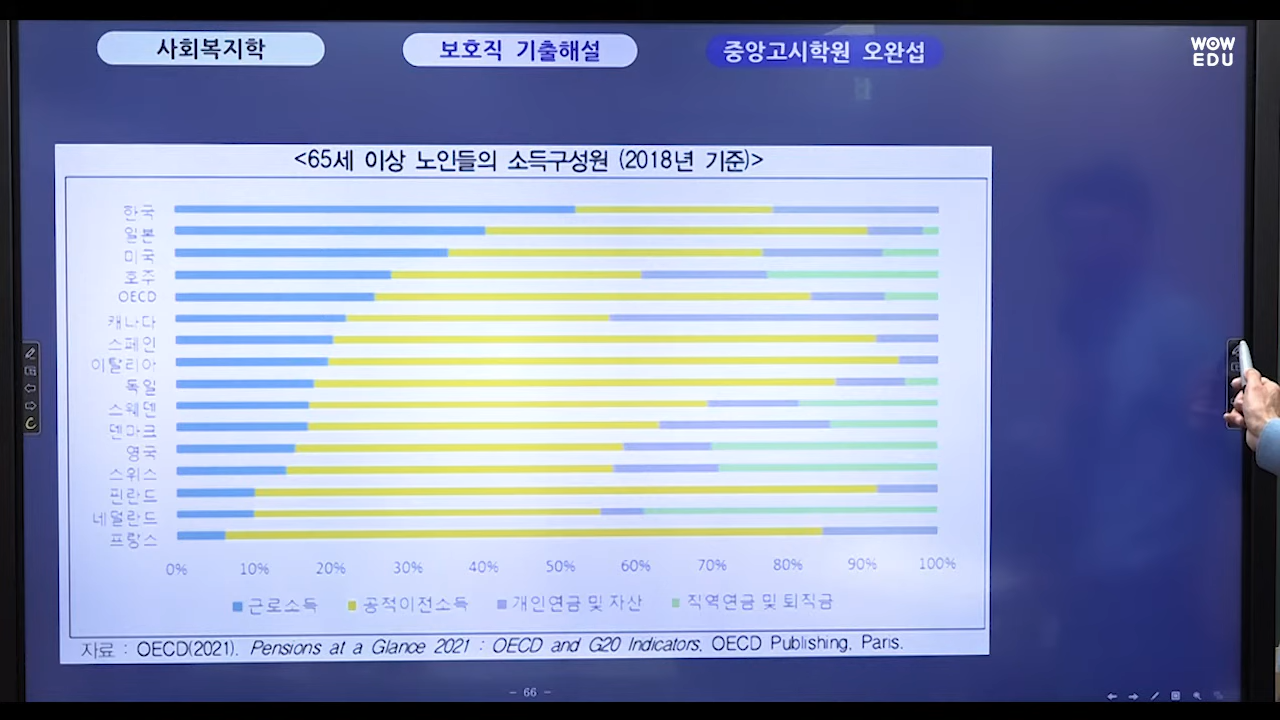 사회복지학
보호직 기출해설
중앙고시학원 오완섭
WOW
EDU
<65세 이상 노인들의 소득구성원 (2018년 기준)>
한국
일본
미국
호주
OECD
캐나다
스페인
이탈리아
독일
스웨덴
덴마크
영국
스위스
핀란드
네덜란드
프랑스
0% 10% 20% 30% 40% 50% 60% 70% 80% 90% 100%
근로소득 공적이전소득 개인연금 및 자산 직역연금 및 퇴직금
자료 : OECD(2021). Pensions at a Glance 2021 : OECD and G20 Indicators, OECD Publishing, Paris.
- 66 -